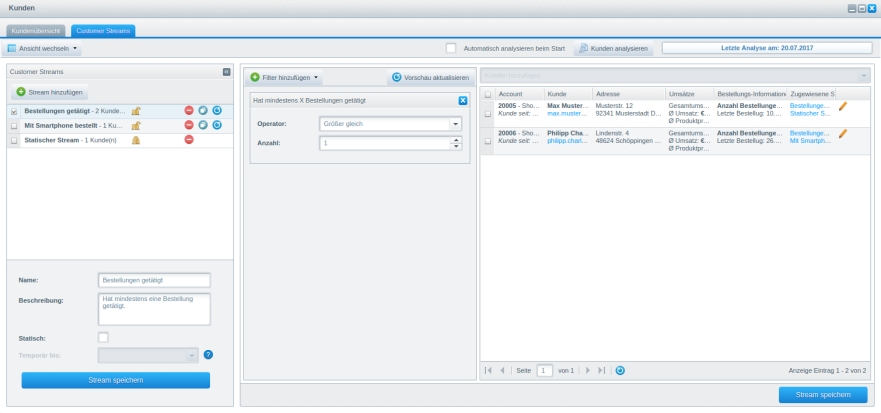 Kunden
Kundenübersicht
Customer Streams
Ansicht wechseln
Automatisch analysieren beim Start
Kunden analysieren
Letzte Analyse am: 20.07.2017
Customer Streams
Stream hinzufügen
Bestellungen getätigt - 2 Kunde...
Mit Smartphone bestellt - 1 Ku...
Statischer Stream - 1 Kunde(n)
Name:
Bestellungen getätigt
Beschreibung:
Hat mindestens eine Bestellung
getätigt.
Statisch:
Temporär bis:
?
Stream speichern
Filter hinzufügen
Vorschau aktualisieren
Hat mindestens X Bestellungen getätigt
Operator:
Größer gleich
Anzahl:
1
Kunden hinzufügen
Account Kunde Adresse Umsätze Bestellungs-Informationen Zugewiesene S
20005 - Sho... Max Muster... Musterstr. 12 Gesamtums... Anzahl Bestellunge... Bestellunge...
Kunde seit: ... max.muster... 92341 Musterstadt D... Ø Umsatz: €... Letzte Bestellug: 10.... Statischer S...
Ø Produktpr...
20006 - Sho... Philipp Cha... Lindenstr. 4 Gesamtums... Anzahl Bestellunge... Bestellunge...
Kunde seit: ... philipp.charl... 48624 Schöppingen ... Ø Umsatz: €... Letzte Bestellug: 26.... Mit Smartph...
Ø Produktpr...
Seite 1 von 1
Anzeige Eintrag 1 - 2 von 2
Stream speichern